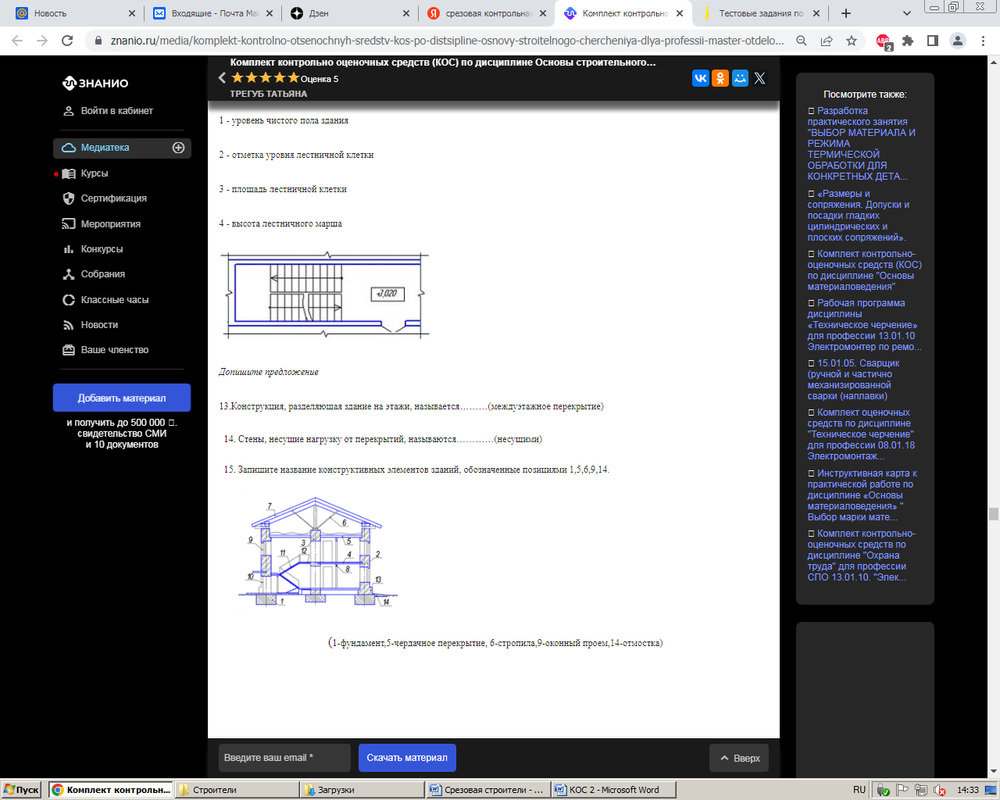 Новость
Входящие - Почта Mai
Дзен
срезовая контрольная
Комплект контрольно
Тестовые задания по
znanio.ru/media/komplekt-kontrolno-otsenochnyh-sredstv-kos-po-distsipline-osnovy-stroitelnogo-chercheniya-dlya-professii-master-otdelo...
ABP
2
ЗНАНИО
Войти в кабинет
Медиатека
Курсы
Сертификация
Мероприятия
Конкурсы
Собрания
Классные часы
Новости
Ваше членство
Добавить материал
и получить до 500 000 .
свидетельство СМИ
и 10 документов
Комплект контрольно оценочных средств (КОС) по дисциплине Основы строительного...
Оценка 5
ТРЕГУБ ТАТЬЯНА
1 - уровень чистого пола здания
2 - отметка уровня лестничной клетки
3 - площадь лестничной клетки
4 - высота лестничного марша
+3,020
Допишите предложение
13.Конструкция, разделяющая здание на этажи, называется………(междуэтажное перекрытие)
14. Стены, несущие нагрузку от перекрытий, называются…………(несущими)
15. Запишите название конструктивных элементов зданий, обозначенные позициями 1,5,6,9,14.
7
6
9
3
12
5
11
4
2
8
10
13
1
14
(1-фундамент,5-чердачное перекрытие, 6-стропила,9-оконный проем,14-отмостка)
Введите ваш email *
Скачать материал
Вверх
Посмотрите также:
Разработка
практического занятия
"ВЫБОР МАТЕРИАЛА И
РЕЖИМА
ТЕРМИЧЕСКОЙ
ОБРАБОТКИ ДЛЯ
КОНКРЕТНЫХ ДЕТА...
«Размеры и
сопряжения. Допуски и
посадки гладких
цилиндрических и
плоских сопряжений».
Комплект контрольно-
оценочных средств (КОС)
по дисциплине "Основы
материаловедения"
Рабочая программа
дисциплины
«Техническое черчение»
для профессии 13.01.10
Электромонтер по ремо...
15.01.05. Сварщик
(ручной и частично
механизированной
сварки (наплавки)
Комплект оценочных
средств по дисциплине
"Техническое черчение"
для профессии 08.01.18
Электромонтаж...
Инструктивная карта к
практической работе по
дисциплине «Основы
материаловедения» "
Выбор марки мате...
Комплект контрольно-
оценочных средств по
дисциплине "Охрана
труда" для профессии
СПО 13.01.10. "Элек...
Пуск
Комплект контрольн...
Строители
Загрузки
Срезовая строители - ...
КОС 2 - Microsoft Word
RU
14:33